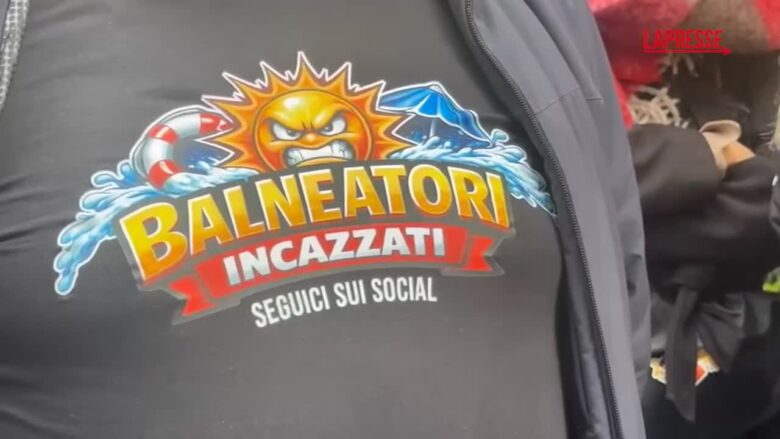 LAPRESSE
BALNEATORI
INCAZZATI
SEGUICI SUI SOCIAL